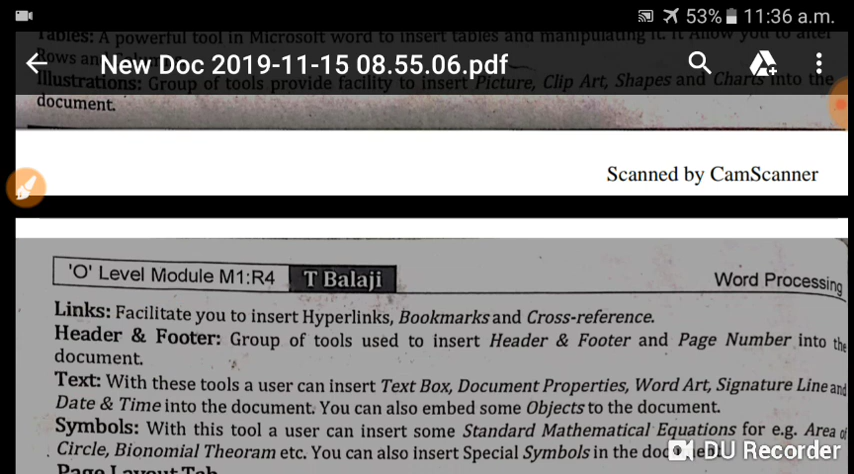 53% 11:36 a.m.
Tables: A powerful tool in Microsoft word to insert tables and manipulating it. It Allow you to alter
Rows and
New Doc 2019-11-15 08.55.06.pdf
Illustrations: Group of tools provide facility to insert Picture, Clip Art, Shapes and Charts into the
document.
Scanned by CamScanner
'O' Level Module M1:R4 T Balaji Word Processing
Links: Facilitate you to insert Hyperlinks, Bookmarks and Cross-reference.
Header & Footer: Group of tools used to insert Header & Footer and Page Number into the
document.
Text: With these tools a user can insert Text Box, Document Properties, Word Art, Signature Line and
Date & Time into the document. You can also embed some Objects to the document.
Symbols: With this tool a user can insert some Standard Mathematical Equations for e.g. Area of
Circle, Bionomial Theoram etc. You can also insert Special Symbols in the
DU Recorder
Page Layout Tab